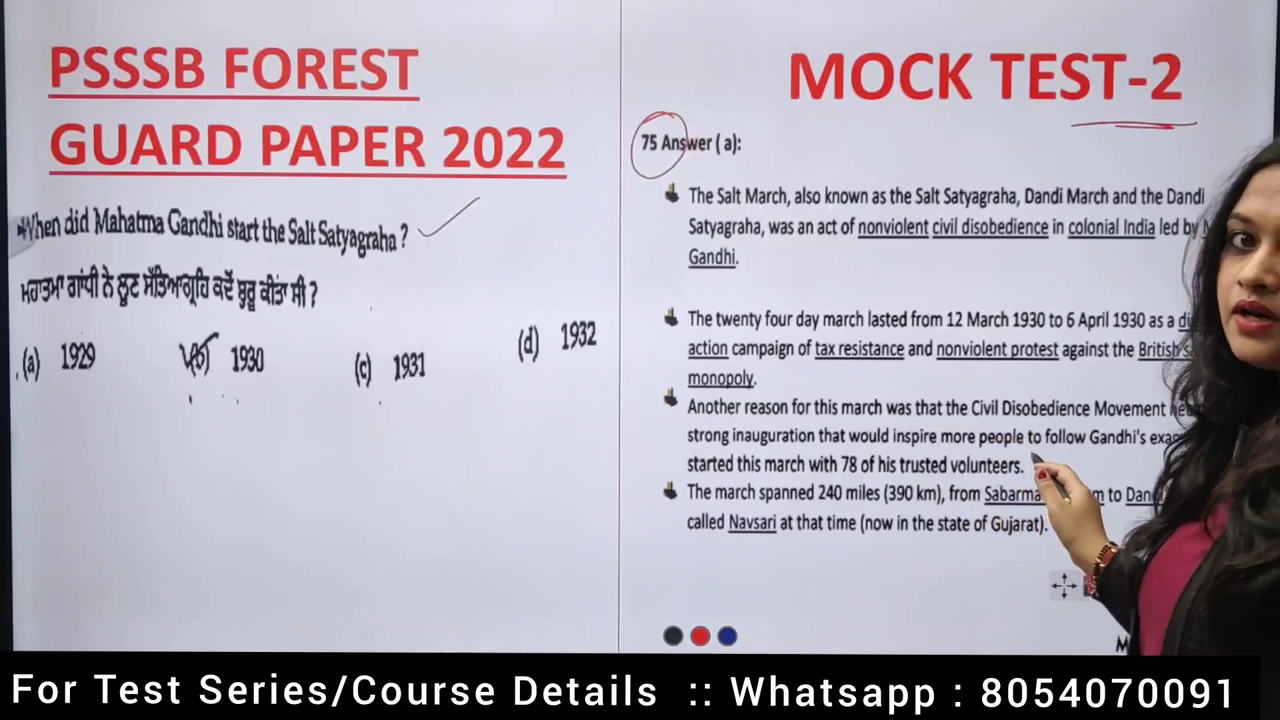 PSSSB FOREST
GUARD PAPER 2022
When did Mahatma Gandhi start the Salt Satyagraha ?
ਮਹਾਤਮਾ ਗਾਂਧੀ ਨੇ ਲੂਣ ਸੱਤਿਆਗ੍ਰਹਿ ਕਦੋਂ ਸ਼ੁਰੂ ਕੀਤਾ ਸੀ ?
(a) 1929
1930
(c) 1931
(d) 1932
MOCK TEST-2
75 Answer ( a):
The Salt March, also known as the Salt Satyagraha, Dandi March and the Dandi
Satyagraha, was an act of nonviolent civil disobedience in colonial India led by
Gandhi.
The twenty four day march lasted from 12 March 1930 to 6 April 1930 as a
action campaign of tax resistance and nonviolent protest against the British
monopoly.
Another reason for this march was that the Civil Disobedience Movement
strong inauguration that would inspire more people to follow Gandhi's
started this march with 78 of his trusted volunteers.
The march spanned 240 miles (390 km), from to
called Navsari at that time (now in the state of Gujarat).
For Test Series/Course Details :: Whatsapp : 8054070091